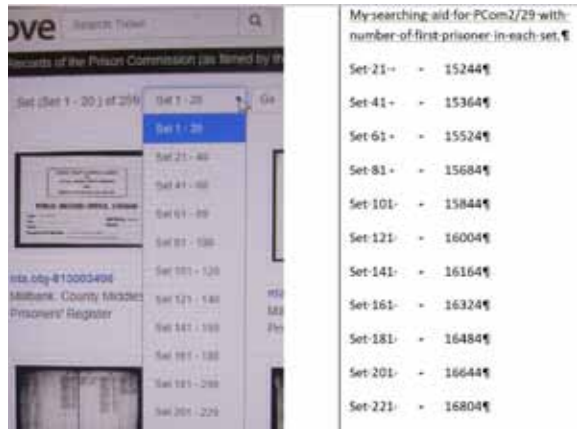 ove
Search Trove
Records of the Prison Commission (as filmed by th
Set (Set 1 - 20 ) of 259
Set 1 - 20
Go
Set 1 - 20
Set 21 - 40
Set 41 - 60
Set 61 - 80
Set 81 - 100
Set 101 - 120
Set 121 - 140
Set 141 - 160
Set 161 - 180
Set 181 - 200
Set 201 - 220
PUBLIC RECORD OFFICE, LONDON
nla.obj-813003406
Millbank, County Middles
Prisoners' Register
My searching aid for PCom2/29 with
number of first prisoner in each set.¶
Set 21 - 15244¶
Set 41 - 15364¶
Set 61 - 15524¶
Set 81 - 15684¶
Set 101 - 15844¶
Set 121 - 16004¶
Set 141 - 16164¶
Set 161 - 16324¶
Set 181 - 16484¶
Set 201 - 16644¶
Set 221 - 16804¶